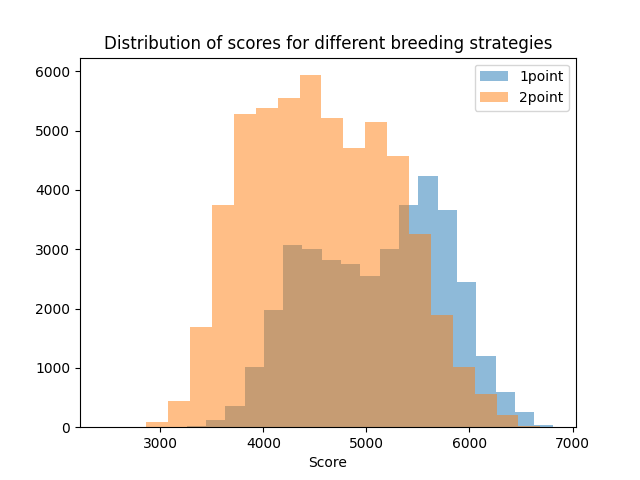 Distribution of scores for different breeding strategies
1point
2point
6000
5000
4000
3000
2000
1000
0
3000 4000 5000 6000 7000
Score